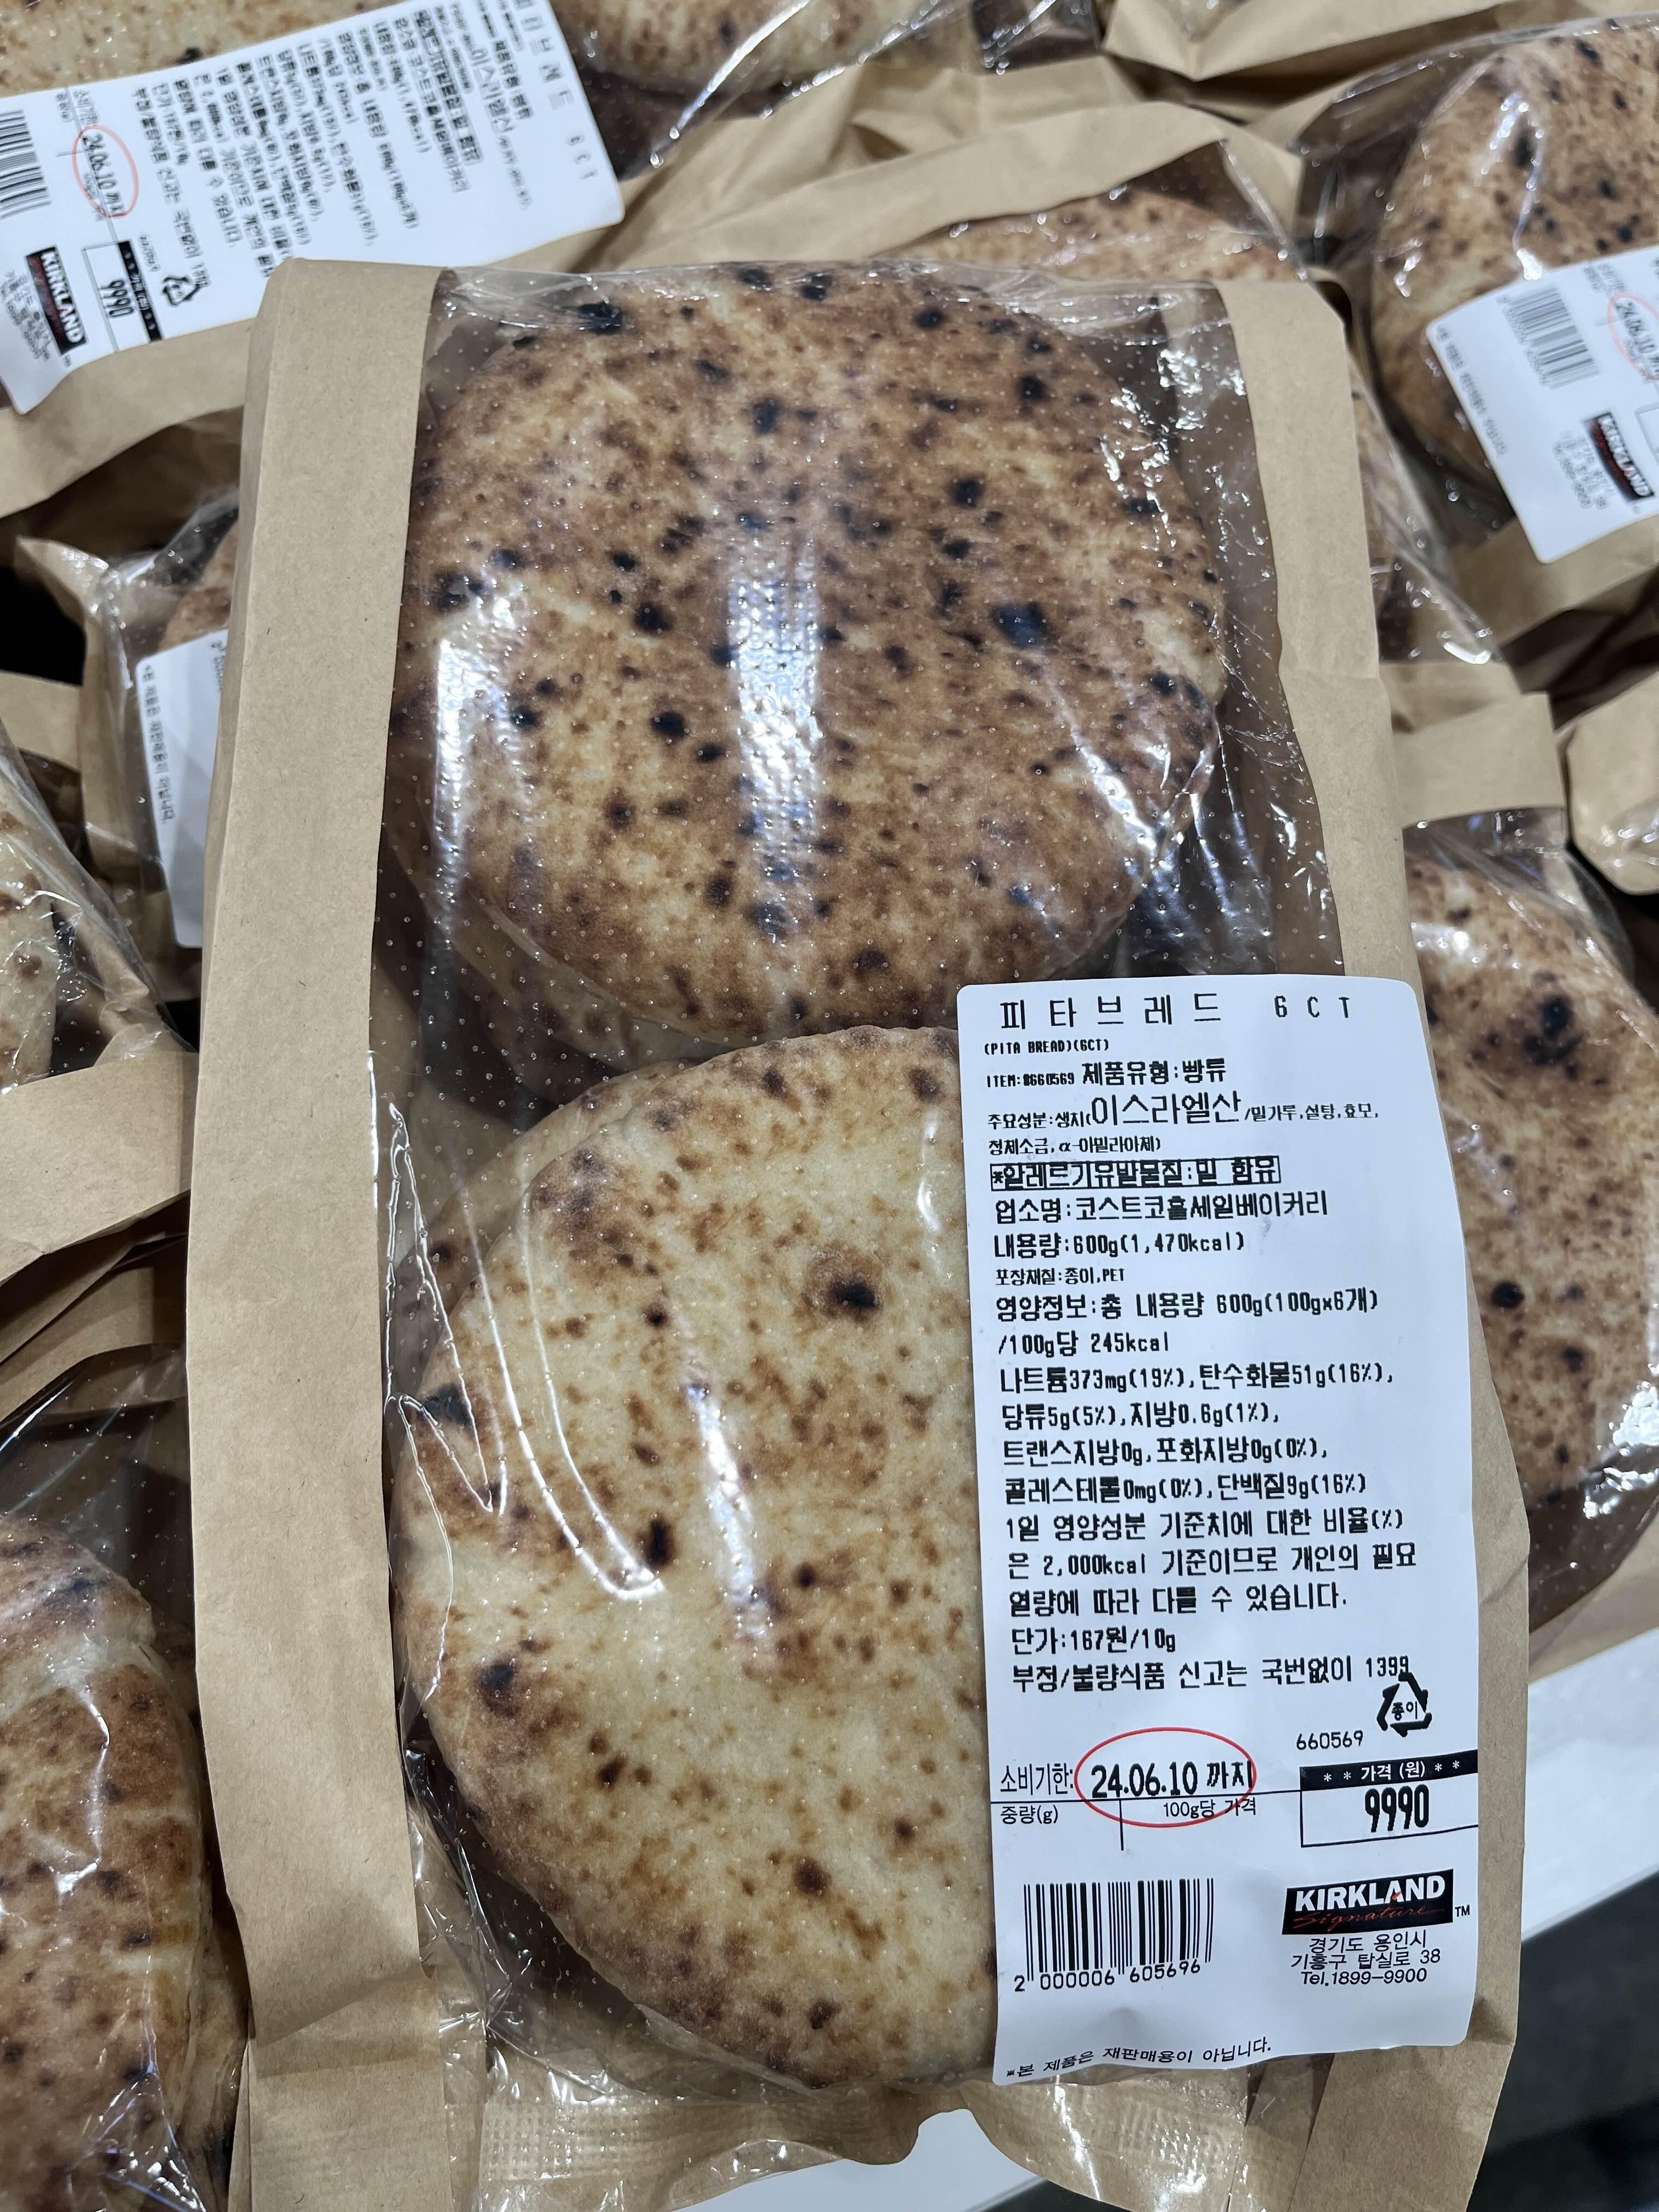 피타브레드 6CT
(PITA BREAD)(6CT)
ITEM:#660569 제품유형:빵류
주요성분:생지(이스라엘산/밀가루,설탕,효모,
정제소금,α-아밀라아제)
*알레르기유발물질:밀 함유
업소명:코스트코홀세일베이커리
내용량:600g(1,470kcal)
포장재질:종이,PET
영양정보:총 내용량 600g(100gx6개)
/100g당 245kcal
나트륨373mg(19%),탄수화물51g(16%),
당류5g(5%),지방0.6g(1%),
트랜스지방0g,포화지방0g(0%),
콜레스테롤0mg(0%),단백질9g(16%)
1일 영양성분 기준치에 대한 비율(%)
은 2,000kcal 기준이므로 개인의 필요
열량에 따라 다를 수 있습니다.
단가:167원/10g
부정/불량식품 신고는 국번없이 1399
종이
660569
소비기한: 24.06.10 까지
* * 가격 (원) * *
중량(g) 100g당 가격
9990
KIRKLAND
Signature TM
경기도 용인시
기흥구 탑실로 38
Tel.1899-9900
2 000006 605696
*본 제품은 재판매용이 아닙니다.
24.06.10 까지
9990
KIRKLAND
KIRKLAND